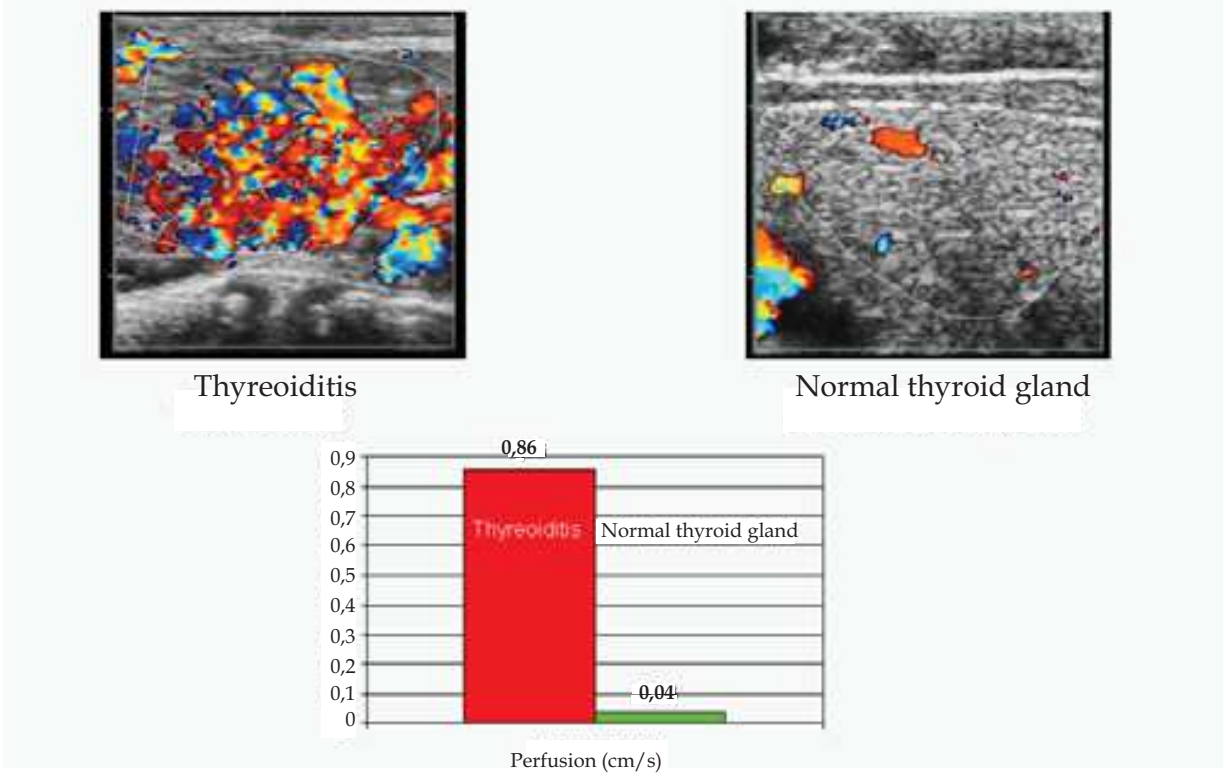 Thyreoiditis
Normal thyroid gland
0,86
0,9
0,8
0,7
0,6
0,5
0,4
0,3
0,2
0,1
0
Thyreoiditis
Normal thyroid gland
0,04
Perfusion (cm/s)